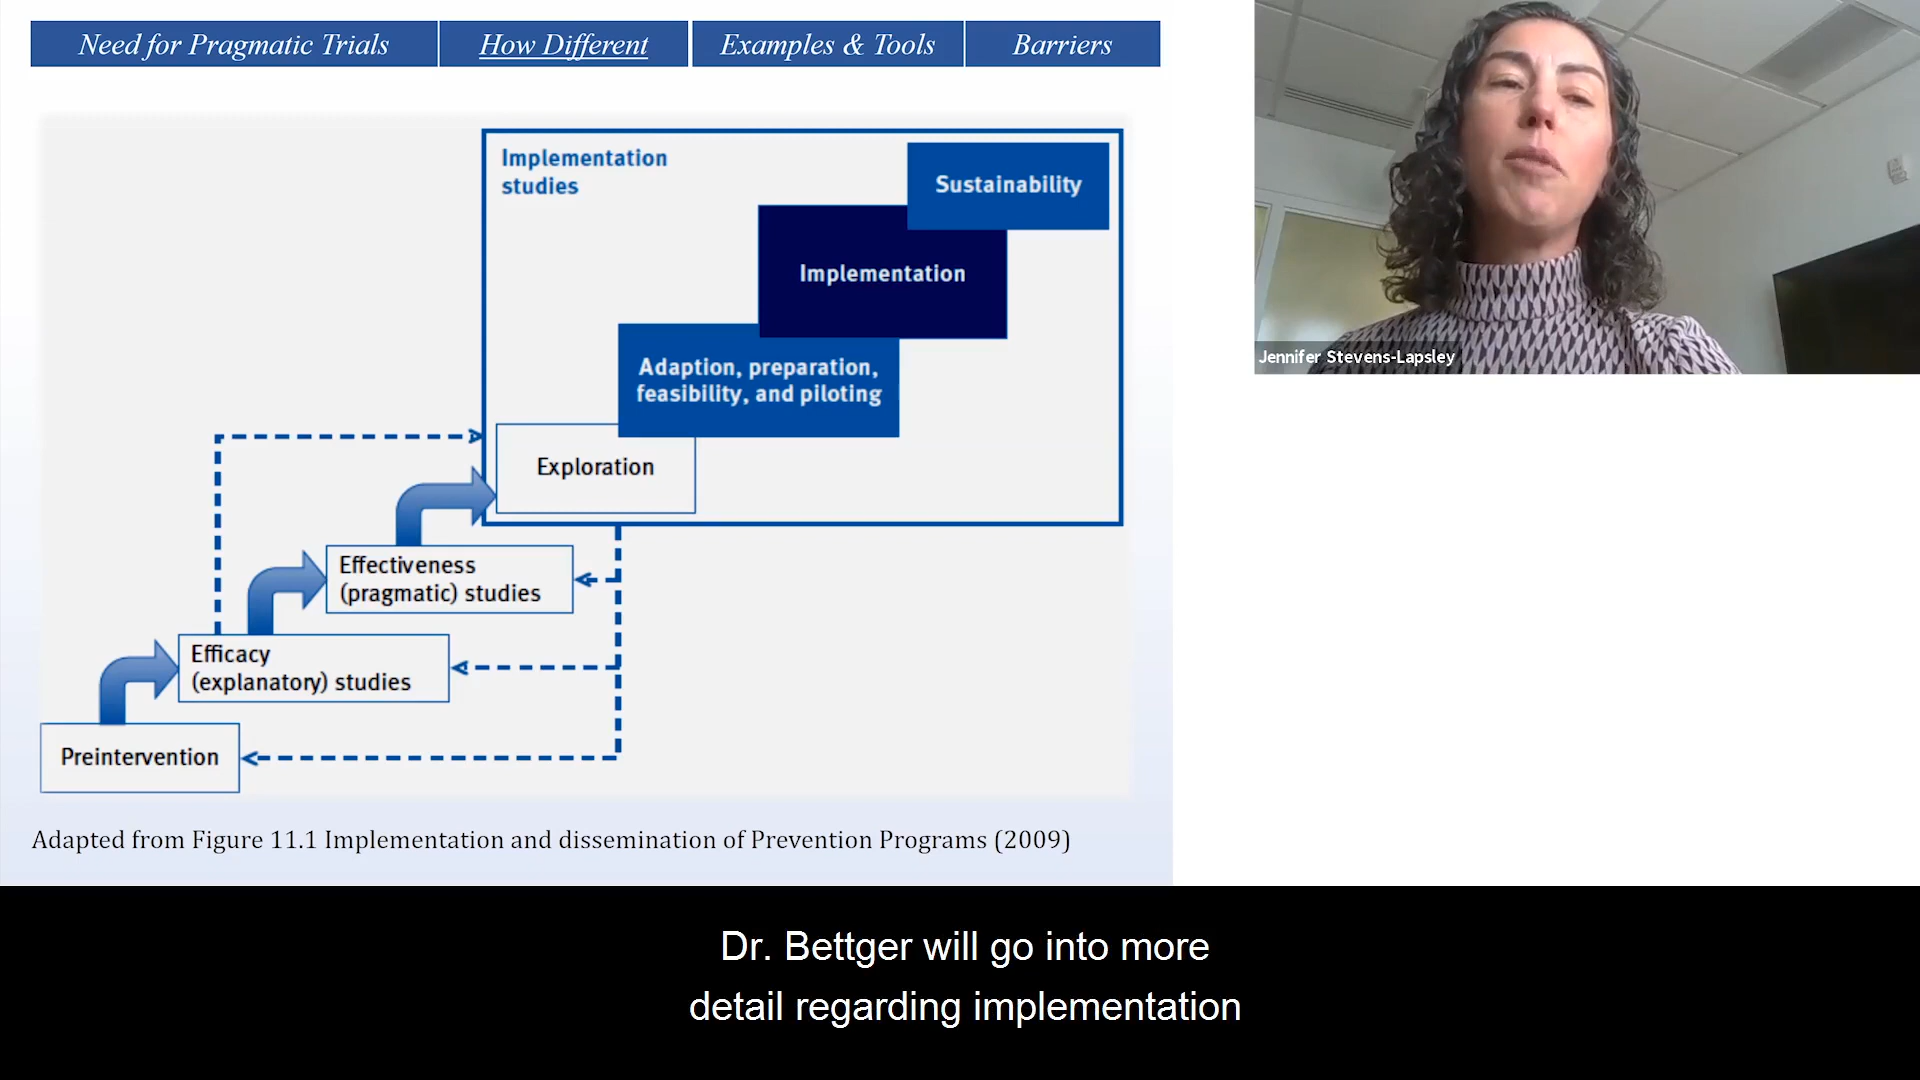 Need for Pragmatic Trials
How Different
Examples & Tools
Barriers
Implementation
studies
Sustainability
Implementation
Adaption, preparation,
feasibility, and piloting
Exploration
Effectiveness
(pragmatic) studies
Efficacy
(explanatory) studies
Preintervention
Adapted from Figure 11.1 Implementation and dissemination of Prevention Programs (2009)
Jennifer Stevens-Lapsley
Dr. Bettger will go into more
detail regarding implementation